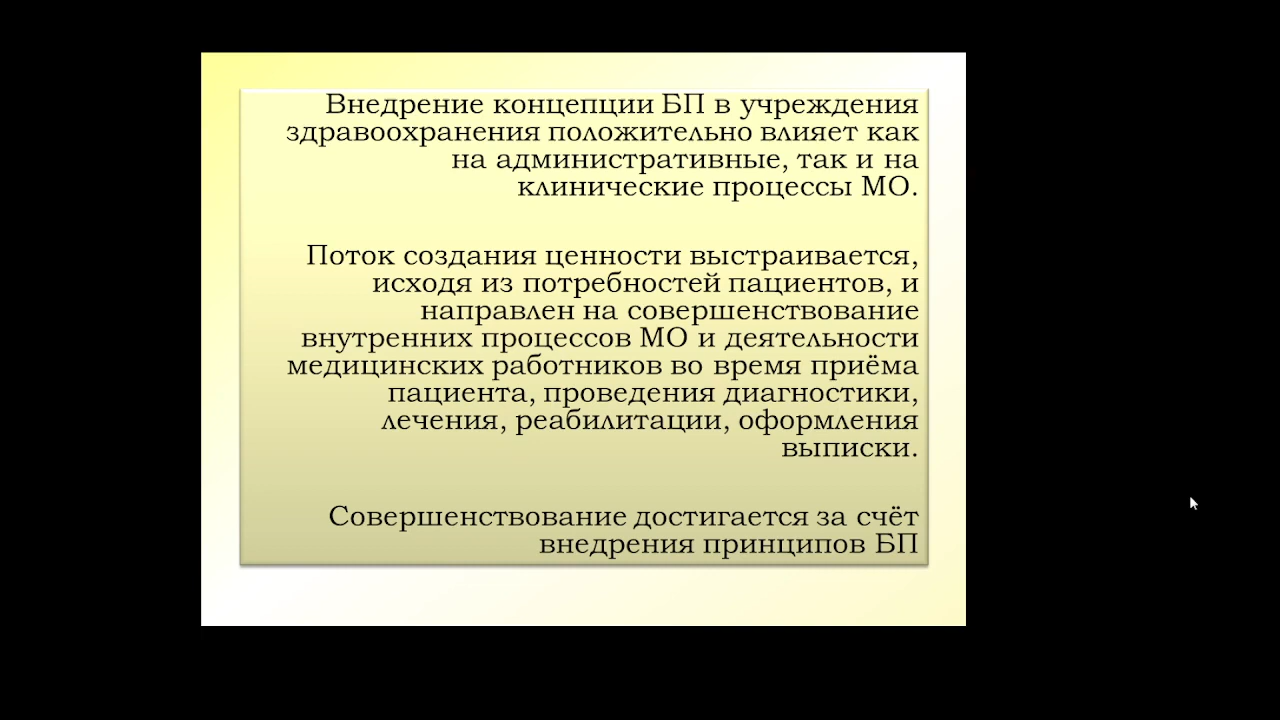 Внедрение концепции БП в учреждения
здравоохранения положительно влияет как
на административные, так и на
клинические процессы МО.
Поток создания ценности выстраивается,
исходя из потребностей пациентов, и
направлен на совершенствование
внутренних процессов МО и деятельности
медицинских работников во время приёма
пациента, проведения диагностики,
лечения, реабилитации, оформления
выписки.
Совершенствование достигается за счёт
внедрения принципов БП